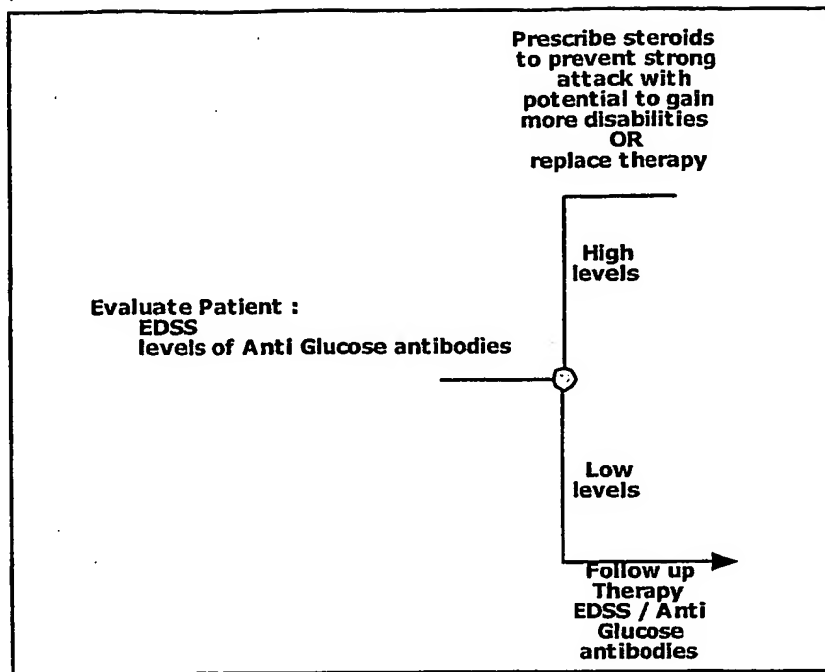 Prescribe steroids
to prevent strong
attack with
potential to gain
more disabilities
OR
replace therapy
High
levels
Evaluate Patient :
EDSS
levels of Anti Glucose antibodies
Low
levels
Follow up
Therapy
EDSS / Anti
Glucose
antibodies